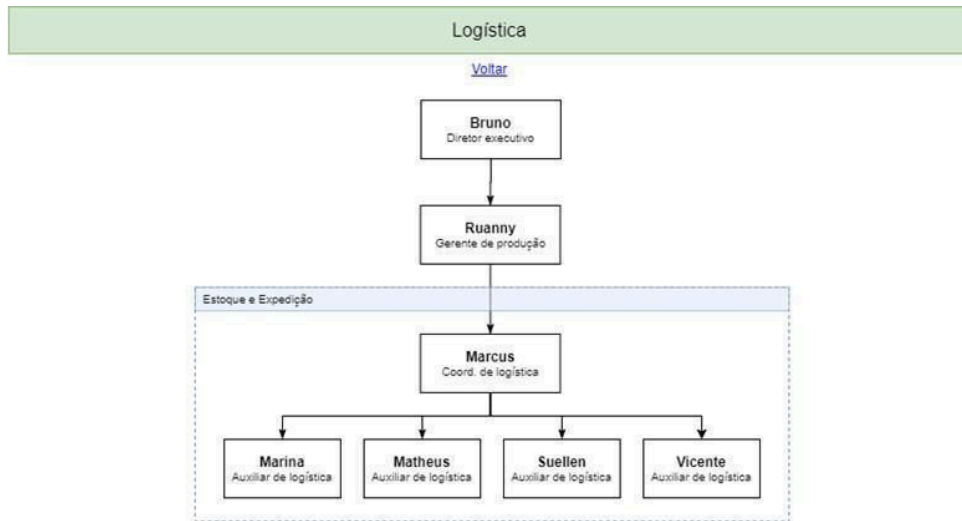 Logística
Voltar
Bruno
Diretor executivo
Ruanny
Gerente de produção
Estoque e Expedição
Marcus
Coord. de logística
Marina
Auxiliar de logística
Matheus
Auxiliar de logística
Suellen
Auxiliar de logística
Vicente
Auxiliar de logística